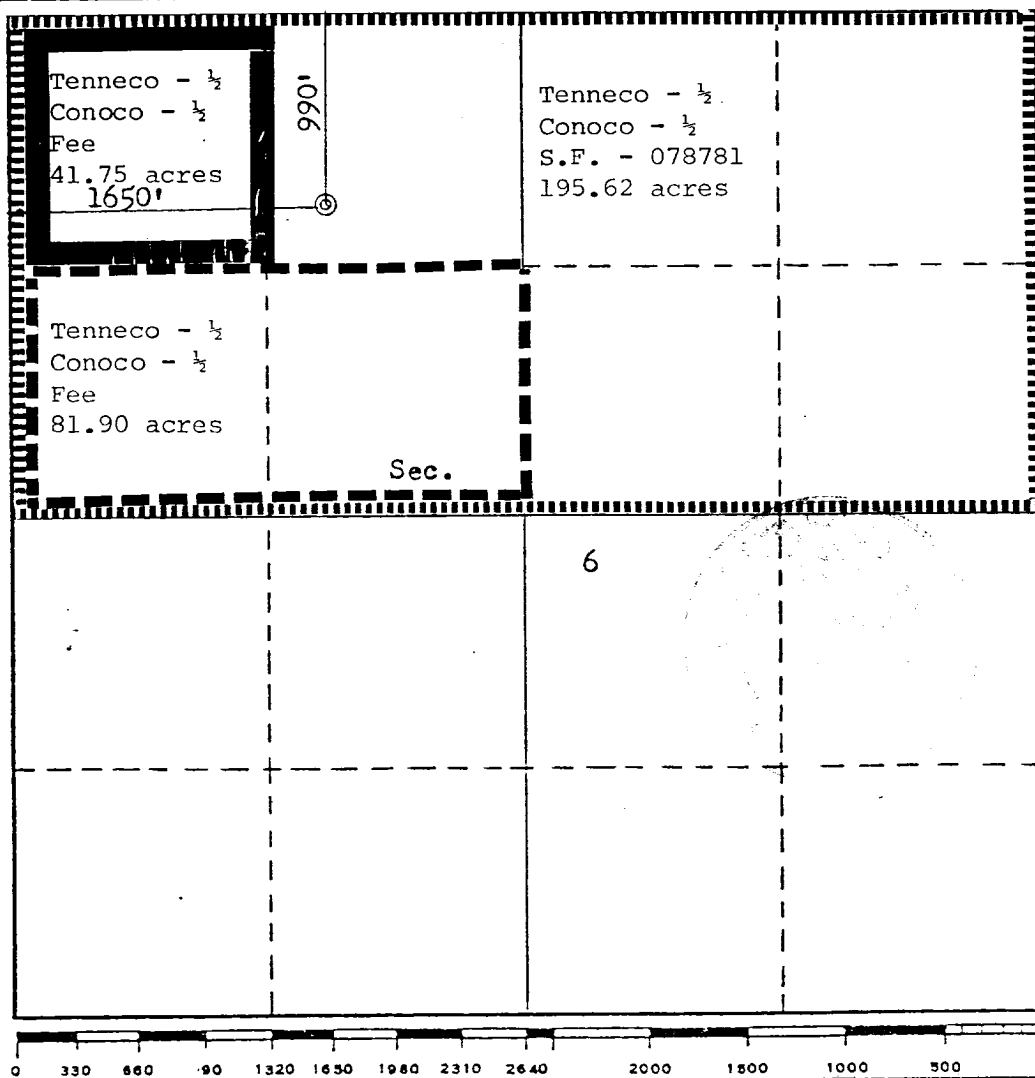 Tenneco - ½
Conoco - ½
Fee
41.75 acres
1650'
990'
Tenneco - ½
Conoco - ½
S.F. - 078781
195.62 acres
Tenneco - ½
Conoco - ½
Fee
81.90 acres
Sec.
6
0 330 660 90 1320 1650 1980 2310 2640 2000 1500 1000 500